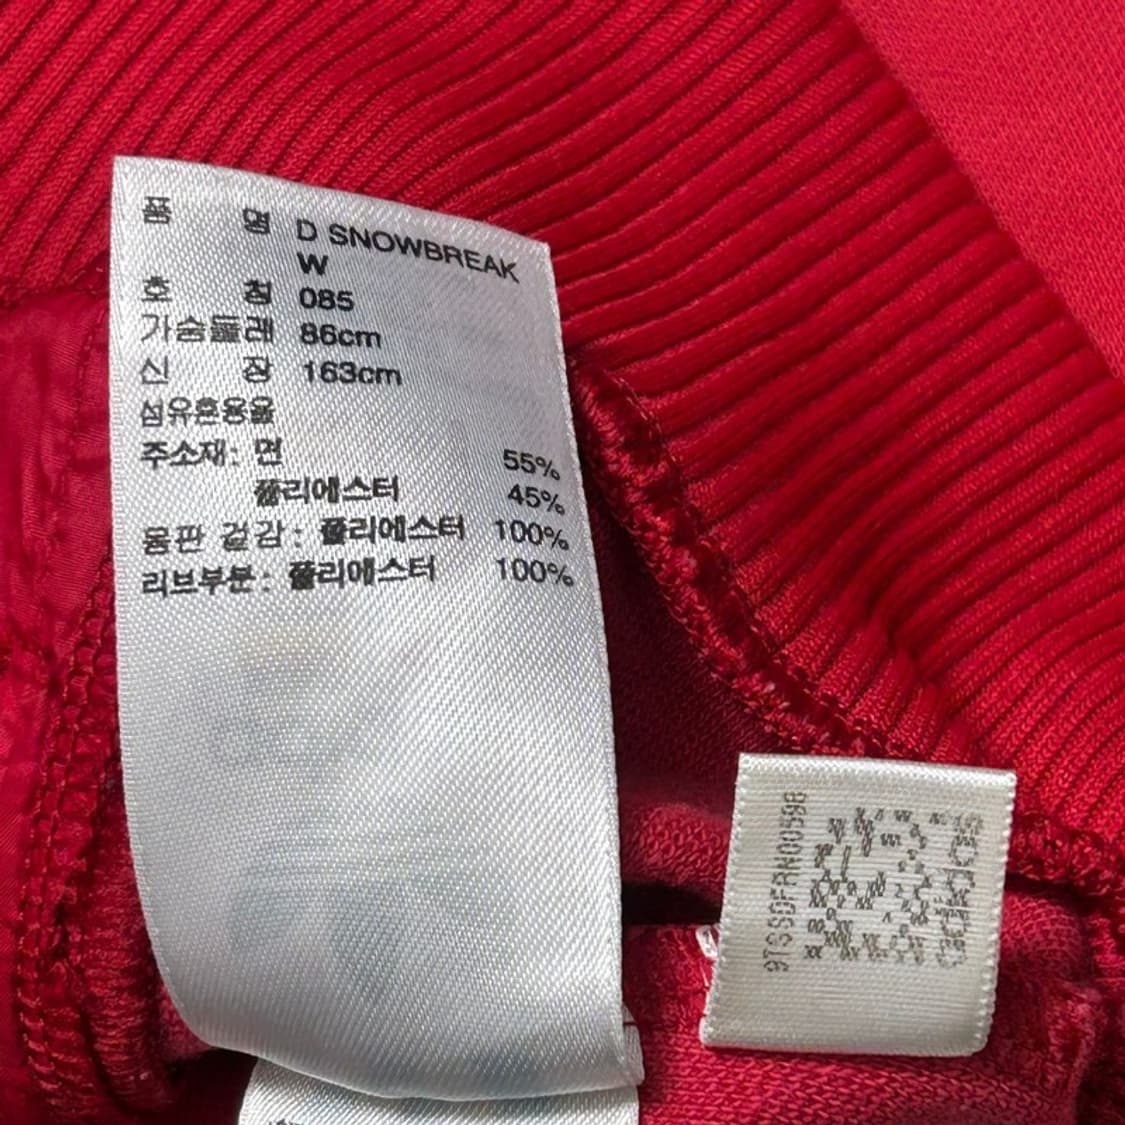 품 명 D SNOWBREAK
W
호 칭 085
가슴둘레 86cm
신 장 163cm
섬유혼용율
주소재: 면 55%
폴리에스터 45%
몸판 겉감: 폴리에스터 100%
리브부분: 폴리에스터 100%
adidas